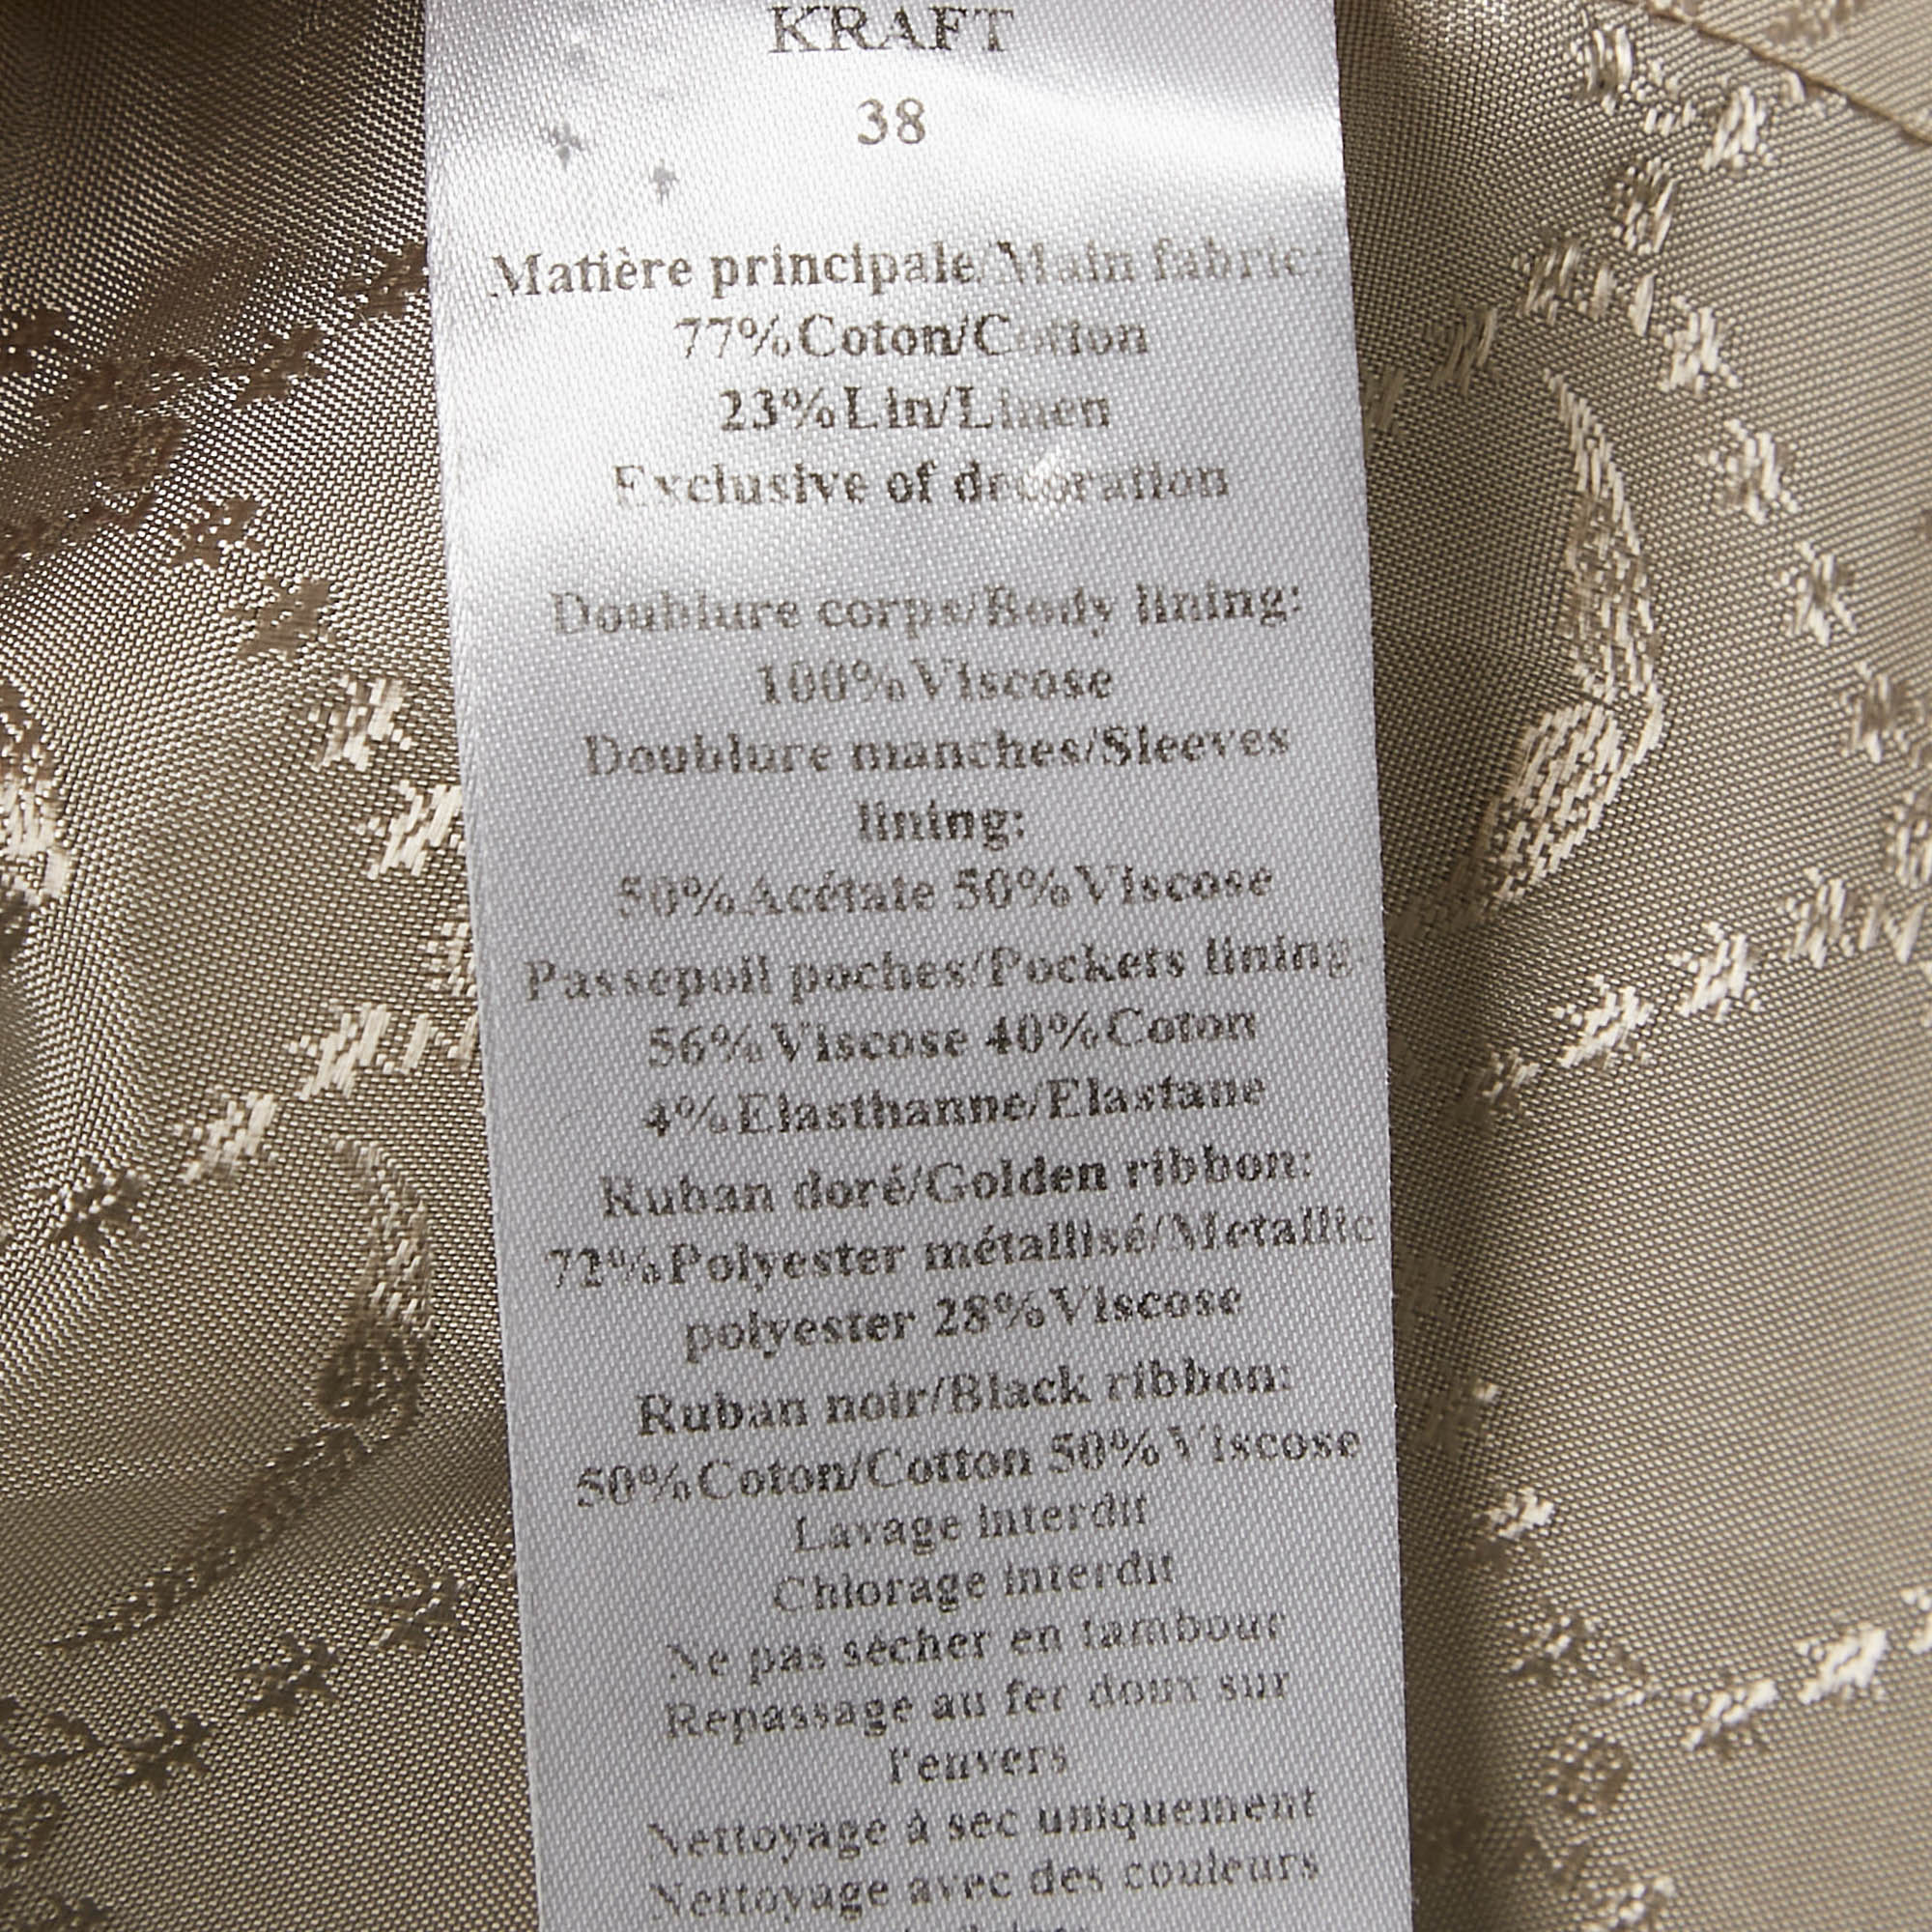 KRAFT
38
Matière principale/Main fabric:
77%Coton/Cotton
23%Lin/Linen
Exclusive of decoration
Doublure corps/Body lining:
100%Viscose
Doublure manches/Sleeves
lining:
50%Acétate 50%Viscose
Passepoil poches/Pockets lining:
56%Viscose 40%Coton
4%Elasthanne/Elastane
Ruban doré/Golden ribbon:
72%Polyester métallisé/Metallic
polyester 28%Viscose
Ruban noir/Black ribbon:
50%Coton/Cotton 50%Viscose
Lavage interdit
Chlorage interdit
Ne pas sécher en tambour
Repassage au fer doux sur
l'envers
Nettoyage à sec uniquement
Nettoyage avec des couleurs